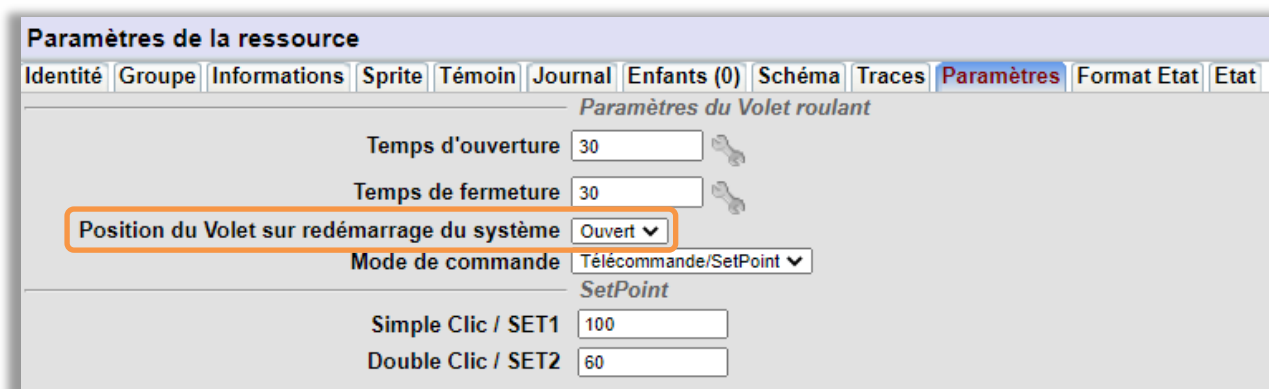 Paramètres de la ressource
Identité Groupe Informations Sprite Témoin Journal Enfants (0) Schéma Traces Paramètres Format Etat Etat
Paramètres du Volet roulant
Temps d'ouverture 30
Temps de fermeture 30
Position du Volet sur redémarrage du système Ouvert
Mode de commande Télécommande/SetPoint
SetPoint
Simple Clic / SET1 100
Double Clic / SET2 60